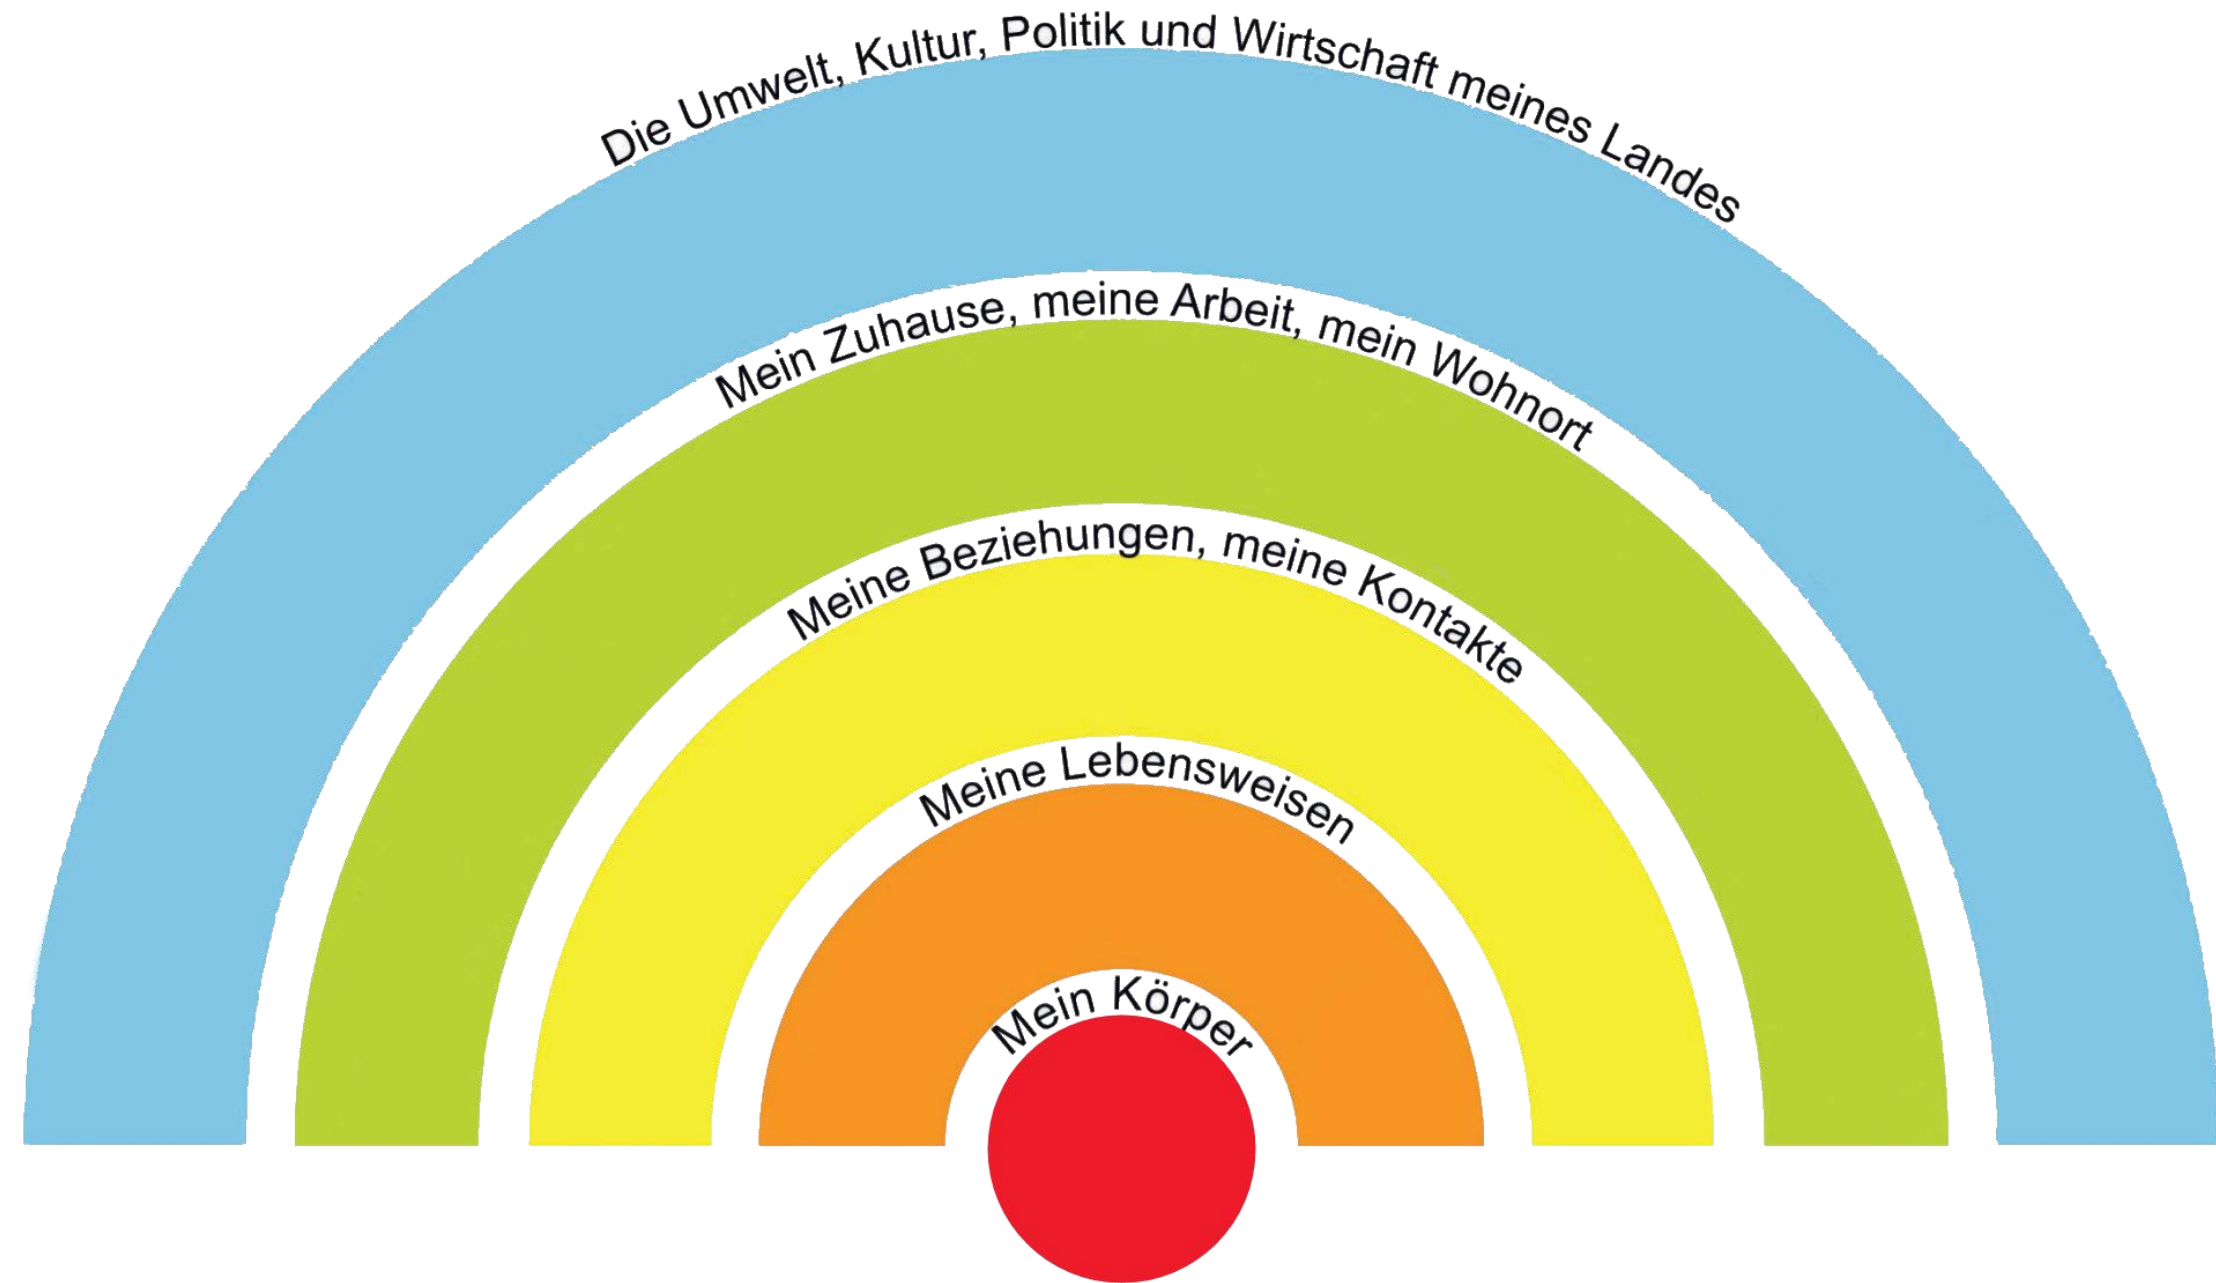 Die Umwelt, Kultur, Politik und Wirtschaft meines Landes
Mein Zuhause, meine Arbeit, mein Wohnort
Meine Beziehungen, meine Kontakte
Meine Lebensweisen
Mein Körper